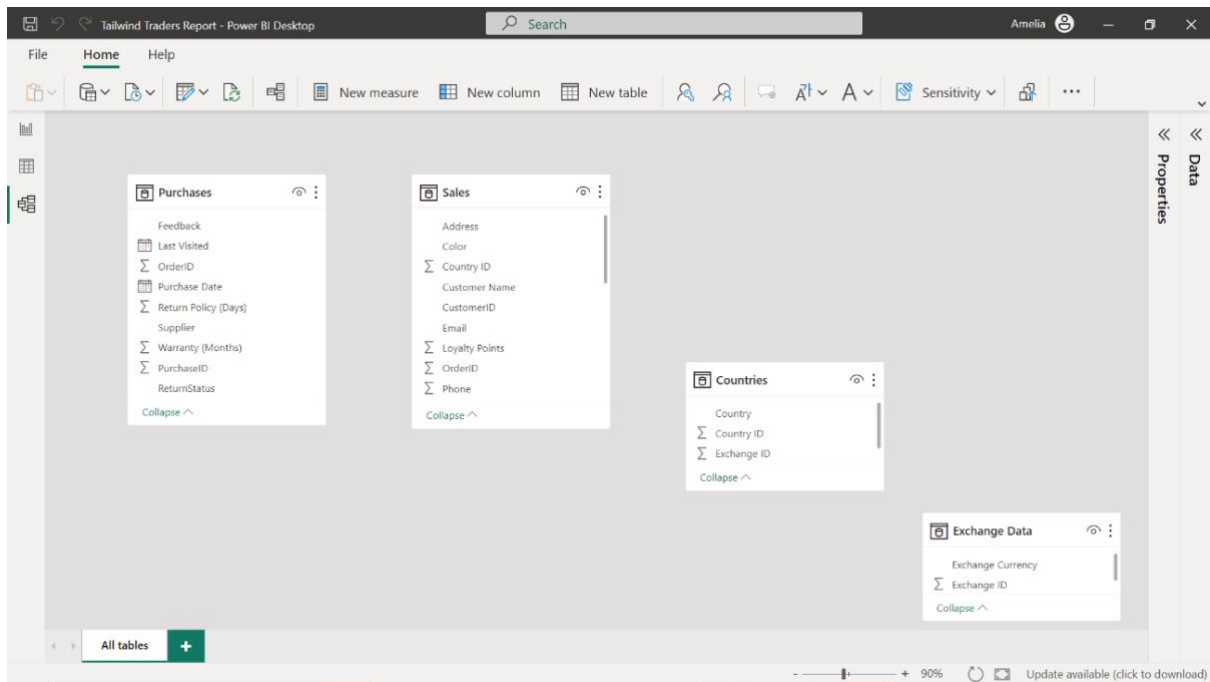 Tailwind Traders Report - Power BI Desktop
Search
Amelia
File Home Help
New measure New column New table Sensitivity
Purchases
Feedback
Last Visited
OrderID
Purchase Date
Return Policy (Days)
Supplier
Warranty (Months)
PurchaseID
ReturnStatus
Collapse
Sales
Address
Color
Country ID
Customer Name
CustomerID
Email
Loyalty Points
OrderID
Phone
Collapse
Countries
Country
Country ID
Exchange ID
Collapse
Exchange Data
Exchange Currency
Exchange ID
Collapse
Properties
Data
All tables
90% Update available (click to download)